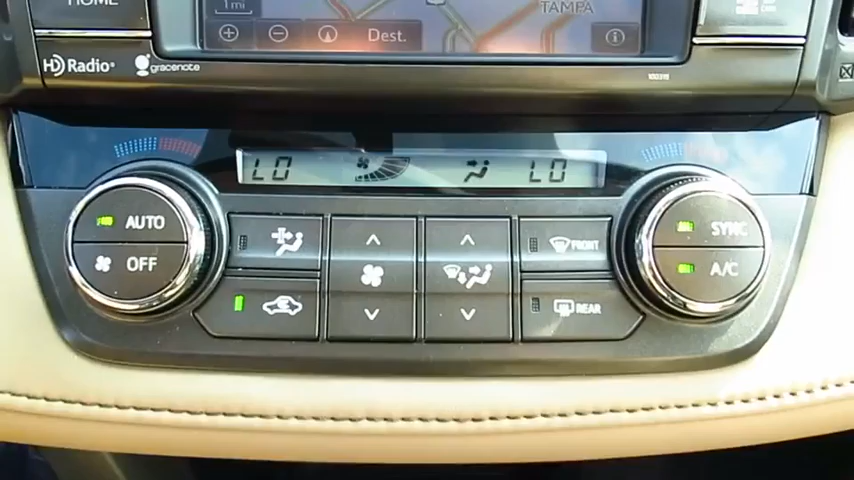 HOME
1mi
TAMPA
Dest.
HD Radio
gracenote
LO LO
AUTO
OFF
FRONT
REAR
SYNC
A/C